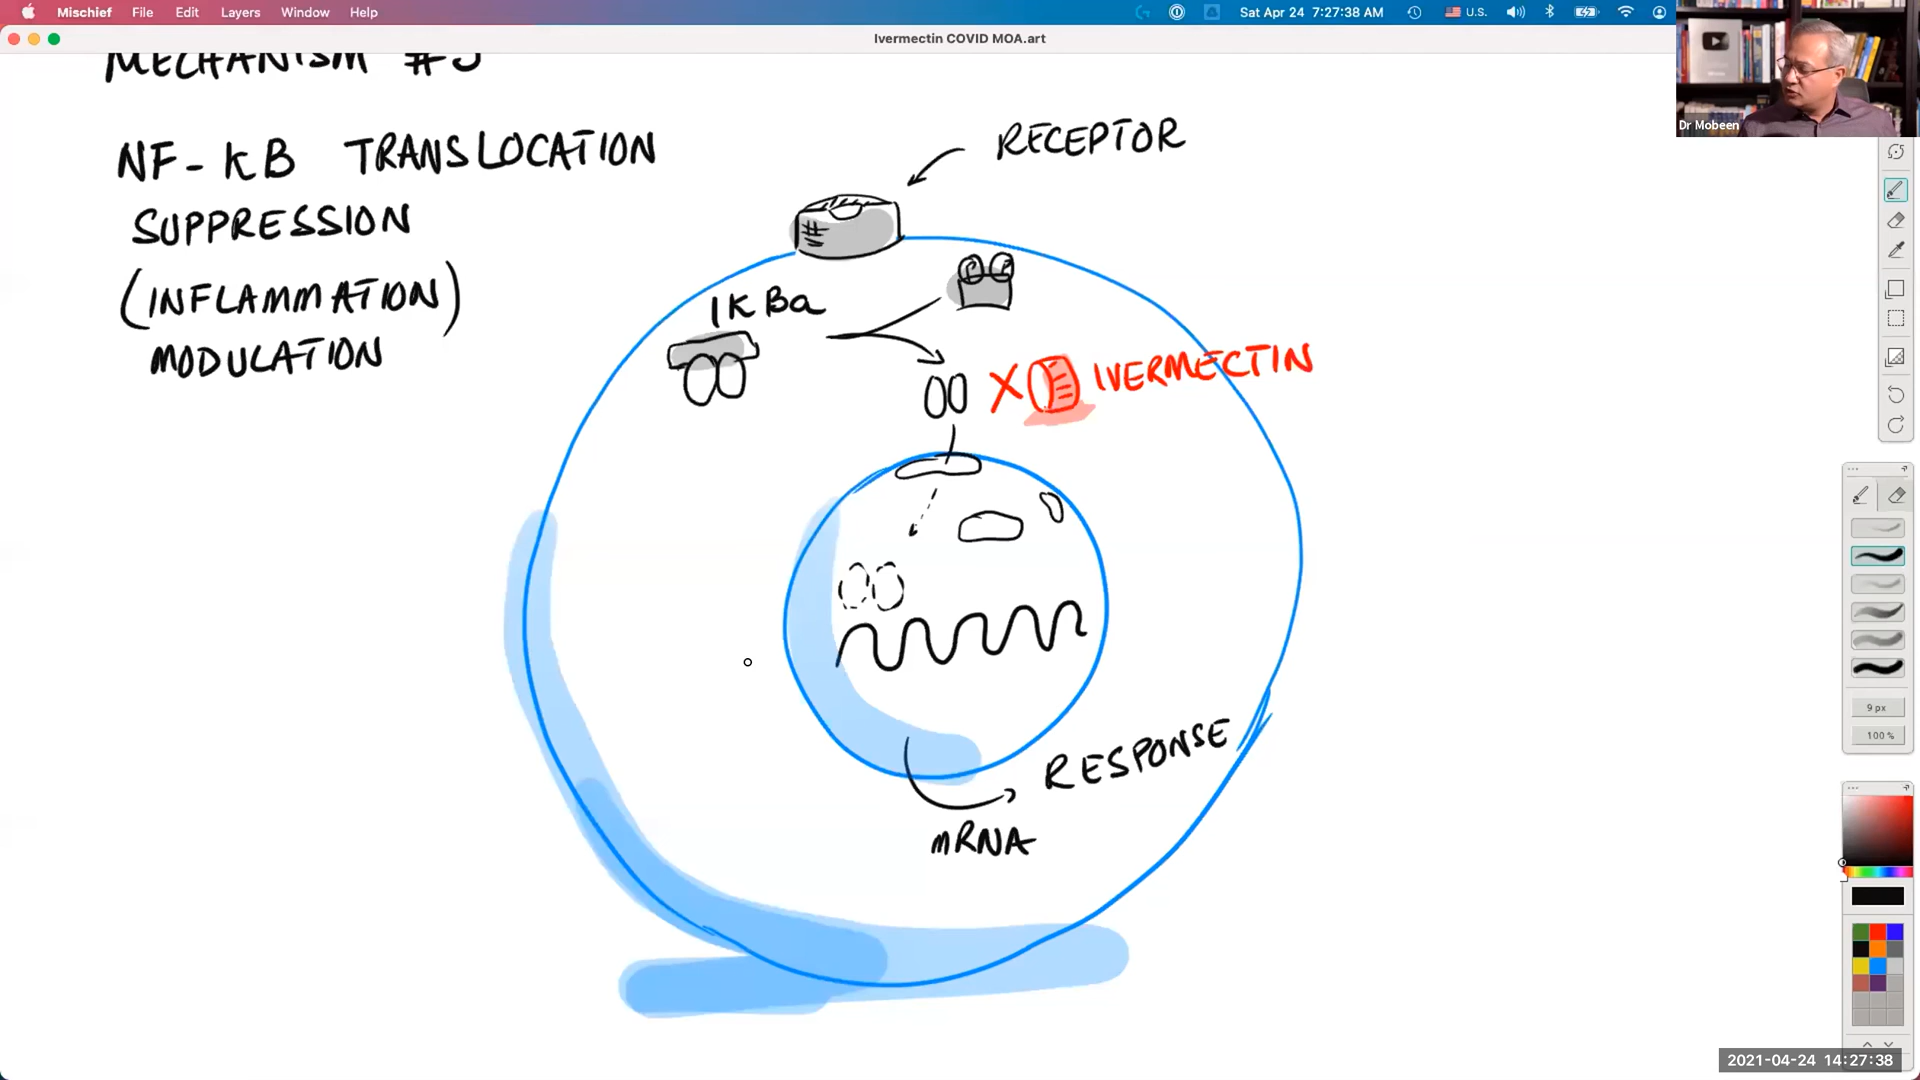 Mischief File Edit Layers Window Help Sat Apr 24 7:27:38 AM U.S.
Ivermectin COVID MOA.art
Dr Mobeen
MECHANISM #3
NF-KB TRANSLOCATION
SUPPRESSION
(INFLAMMATION)
MODULATION
RECEPTOR
IKBa
X IVERMECTIN
RESPONSE
mRNA
9 px
100 %
2021-04-24 14:27:38